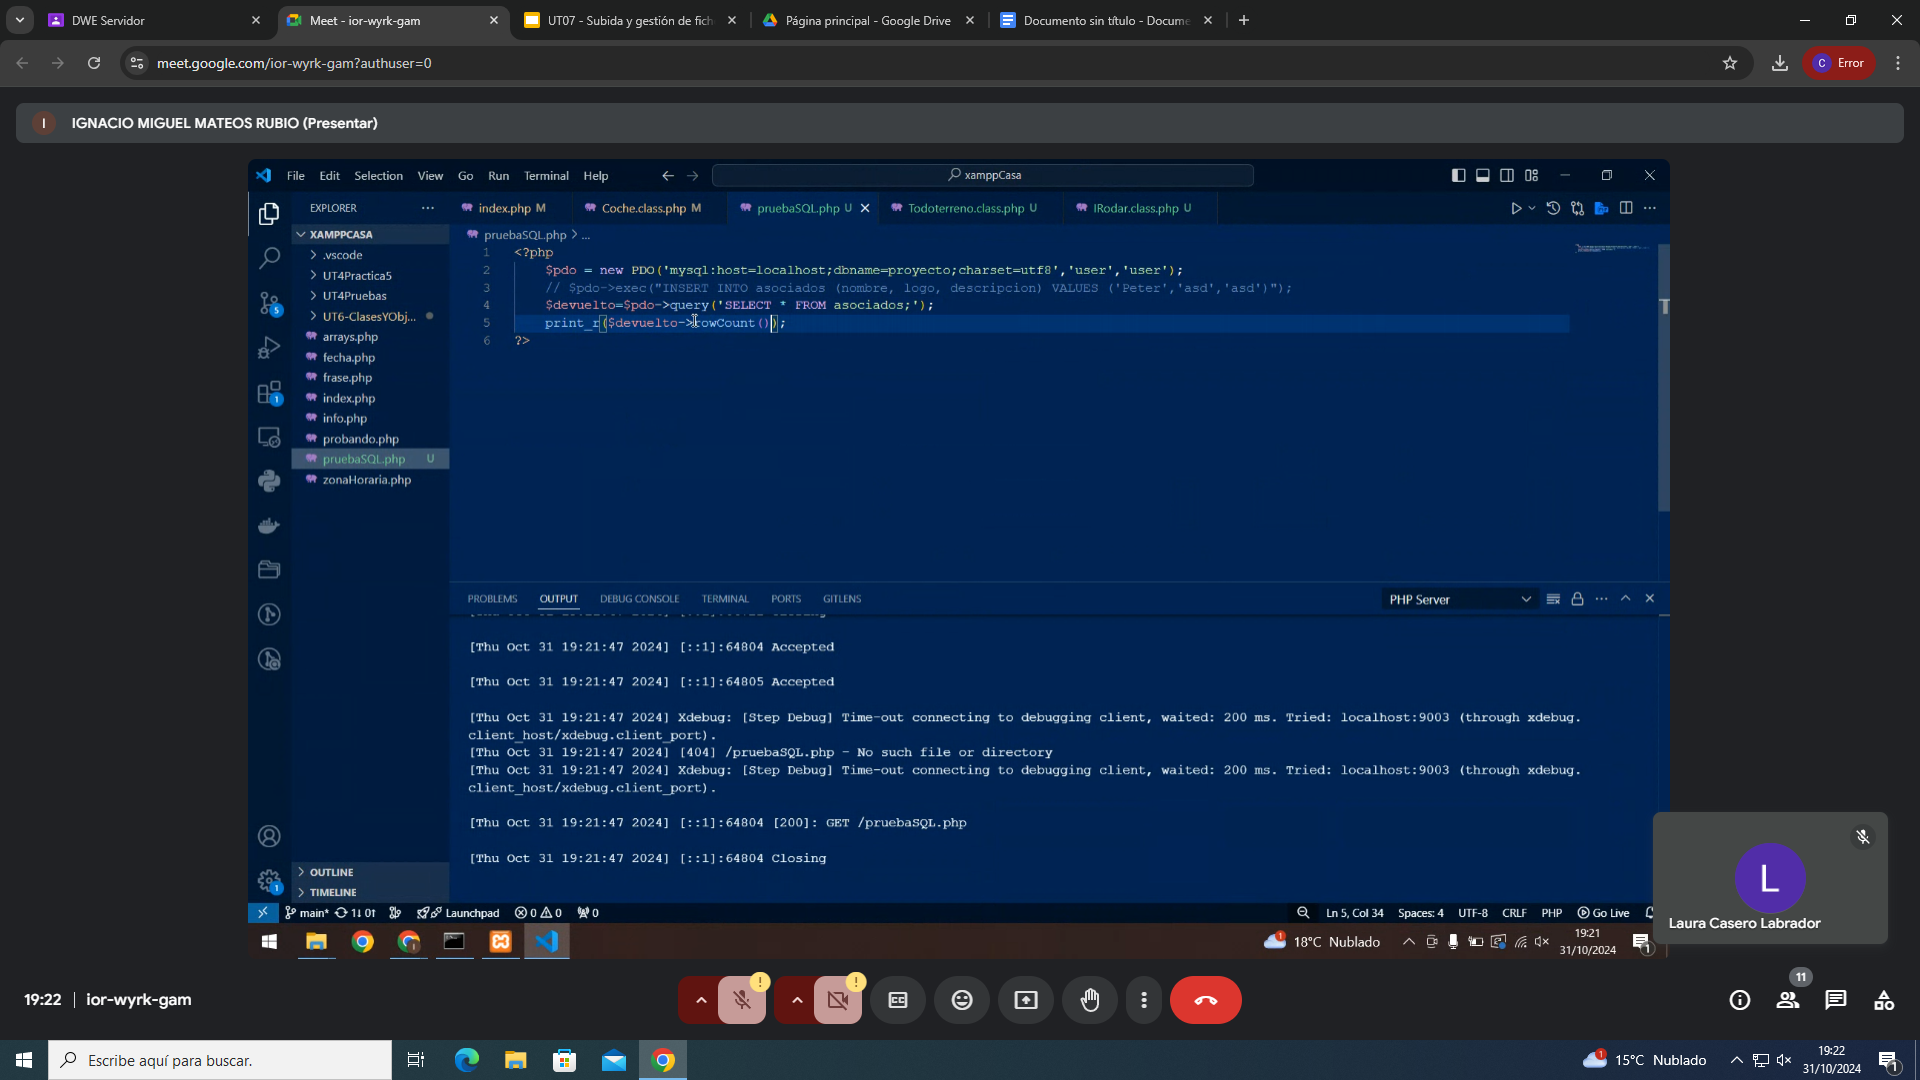 DWE Servidor
Meet - ior-wyrk-gam
UT07 - Subida y gestión de fich
Página principal - Google Drive
Documento sin título - Docume
meet.google.com/ior-wyrk-gam?authuser=0
C Error
I IGNACIO MIGUEL MATEOS RUBIO (Presentar)
File Edit Selection View Go Run Terminal Help
xamppCasa
EXPLORER
index.php M
Coche.class.php M
pruebaSQL.php U
Todoterreno.class.php U
IRodar.class.php U
XAMPPCASA
.vscode
UT4Practica5
UT4Pruebas
UT6-ClasesYObj...
arrays.php
fecha.php
frase.php
index.php
info.php
probando.php
pruebaSQL.php U
zonaHoraria.php
OUTLINE
TIMELINE
pruebaSQL.php > ...
1 <?php
2 $pdo = new PDO('mysql:host=localhost;dbname=proyecto;charset=utf8','user','user');
3 // $pdo->exec("INSERT INTO asociados (nombre, logo, descripcion) VALUES ('Peter','asd','asd')");
4 $devuelto=$pdo->query('SELECT * FROM asociados;');
5 print_r($devuelto->rowCount());
6 ?>
PROBLEMS OUTPUT DEBUG CONSOLE TERMINAL PORTS GITLENS
PHP Server
[Thu Oct 31 19:21:47 2024] [::1]:64804 Accepted
[Thu Oct 31 19:21:47 2024] [::1]:64805 Accepted
[Thu Oct 31 19:21:47 2024] Xdebug: [Step Debug] Time-out connecting to debugging client, waited: 200 ms. Tried: localhost:9003 (through xdebug.
client_host/xdebug.client_port).
[Thu Oct 31 19:21:47 2024] [404] /pruebaSQL.php - No such file or directory
[Thu Oct 31 19:21:47 2024] Xdebug: [Step Debug] Time-out connecting to debugging client, waited: 200 ms. Tried: localhost:9003 (through xdebug.
client_host/xdebug.client_port).
[Thu Oct 31 19:21:47 2024] [::1]:64804 [200]: GET /pruebaSQL.php
[Thu Oct 31 19:21:47 2024] [::1]:64804 Closing
main* 1↓ 0↑ Launchpad 0 0 0
Ln 5, Col 34 Spaces: 4 UTF-8 CRLF PHP Go Live
18°C Nublado
19:21
31/10/2024
L
Laura Casero Labrador
19:22 | ior-wyrk-gam
11
Escribe aquí para buscar.
15°C Nublado
19:22
31/10/2024